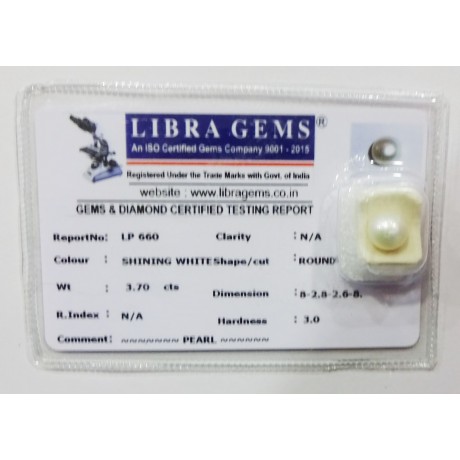 LIBRA GEMS®
An ISO Certified Gems Company 9001 - 2015
Registered Under the Trade Marks with Govt. of India
website : www.libragems.co.in
GEMS & DIAMOND CERTIFIED TESTING REPORT
ReportNo: LP 660 Clarity : N/A
Colour : SHINING WHITE Shape/cut : ROUND
Wt : 3.70 cts Dimension : 8-2.8-2.6-8.
R.Index : N/A Hardness : 3.0
Comment: ~~~~~~~ PEARL ~~~~~~